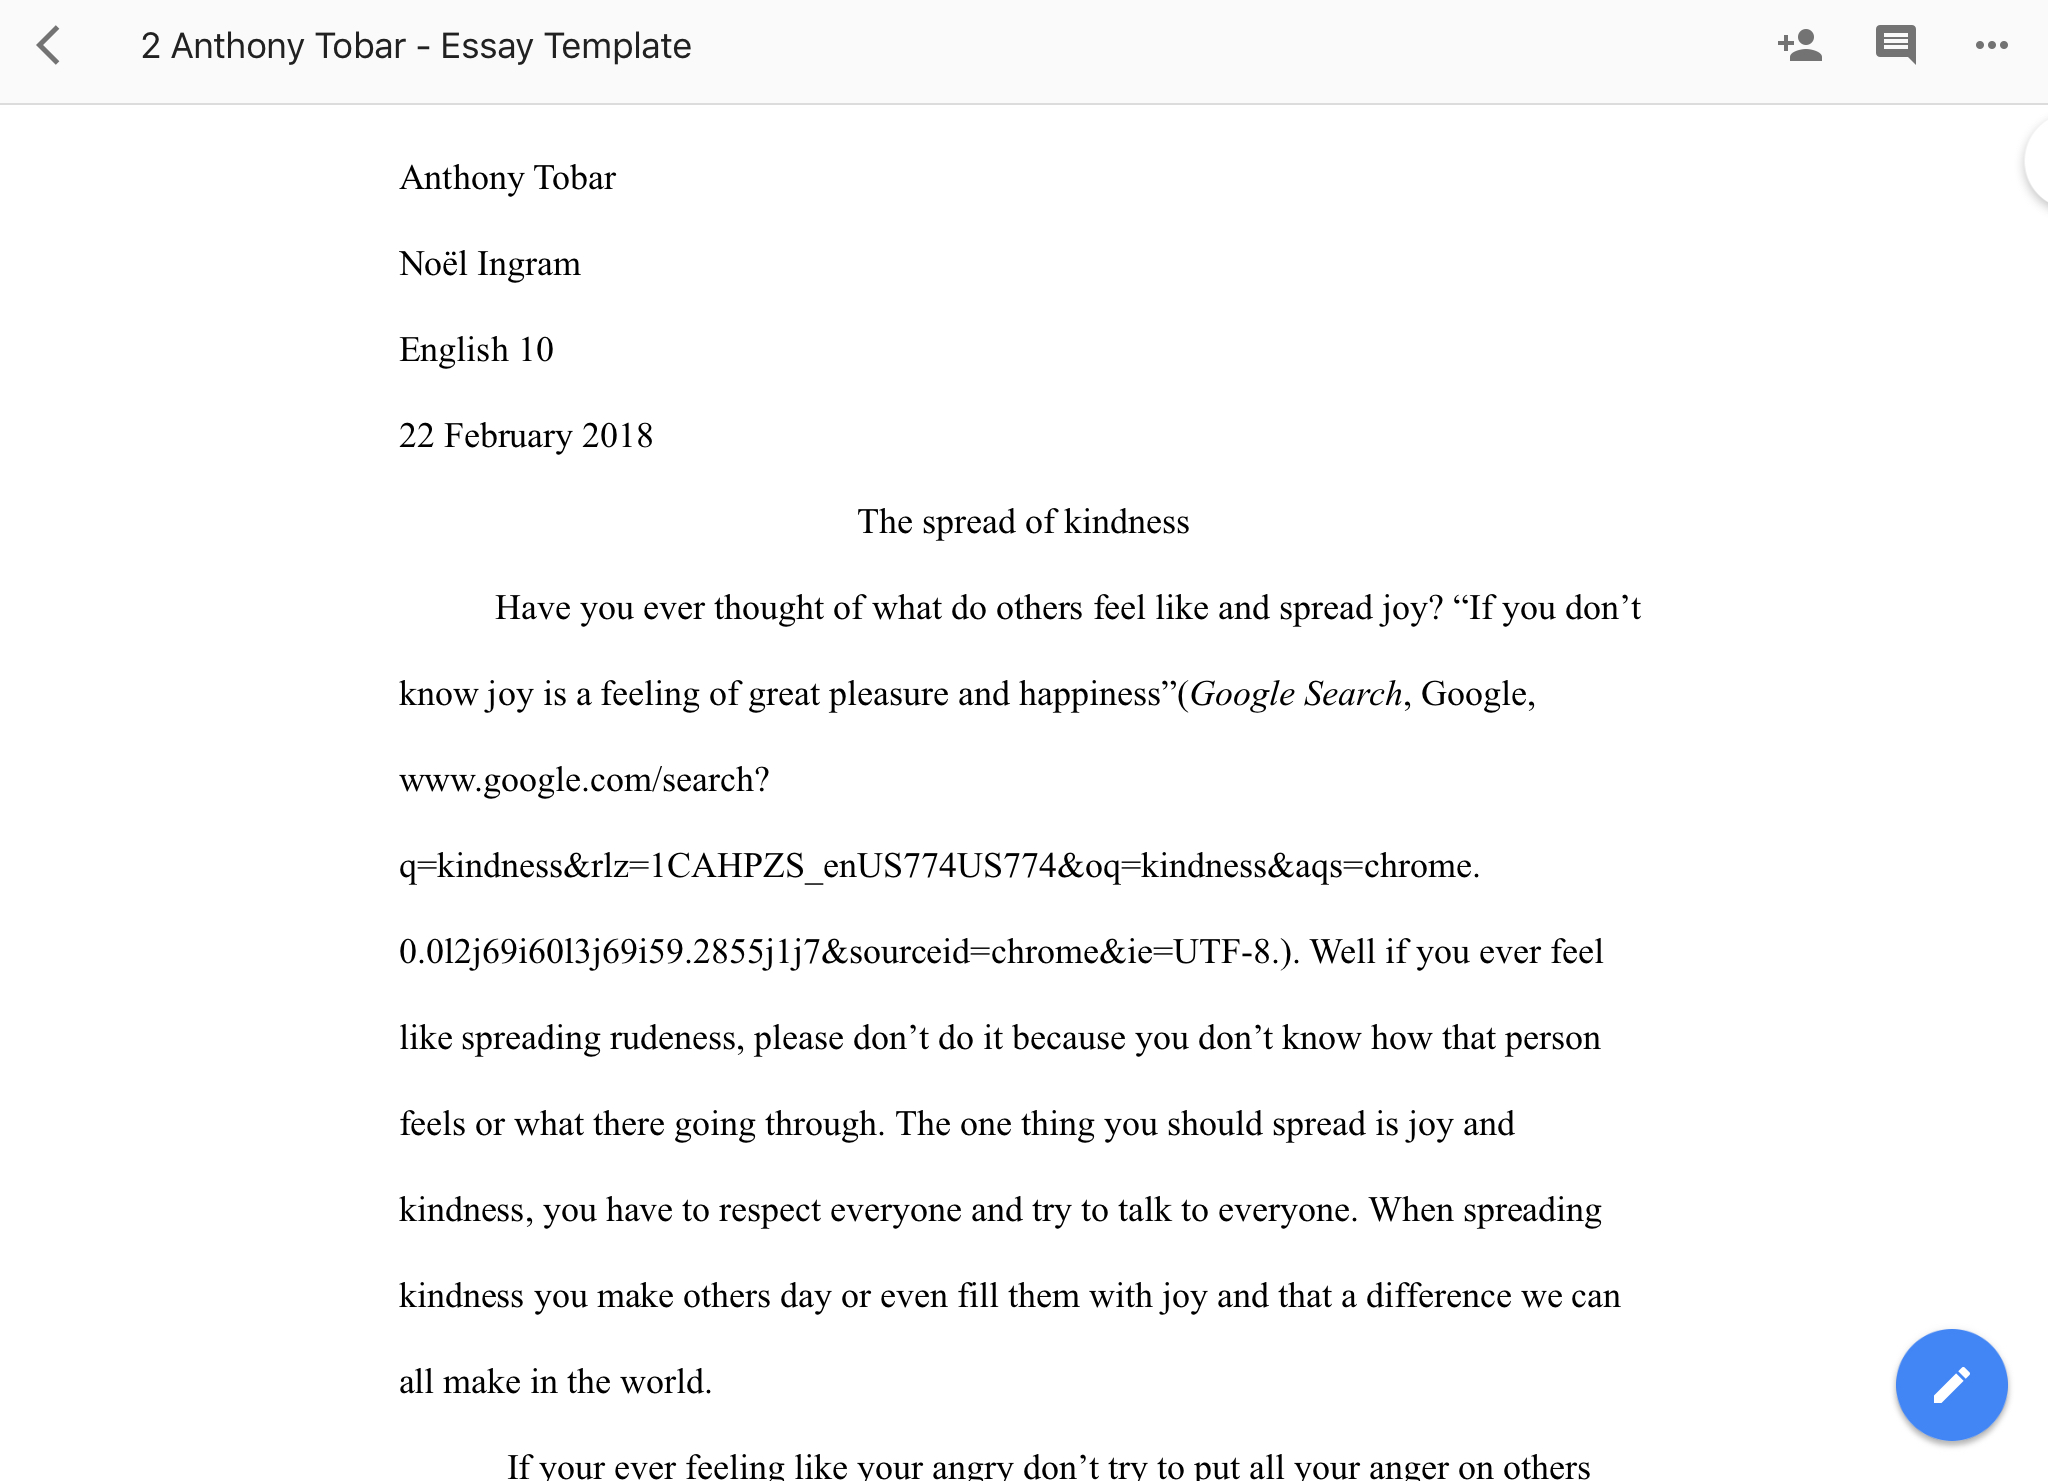 2 Anthony Tobar - Essay Template
Anthony Tobar
Noël Ingram
English 10
22 February 2018
The spread of kindness
Have you ever thought of what do others feel like and spread joy? “If you don’t
know joy is a feeling of great pleasure and happiness”(Google Search, Google,
www.google.com/search?
q=kindness&rlz=1CAHPZS_enUS774US774&oq=kindness&aqs=chrome.
0.0l2j69i60l3j69i59.2855j1j7&sourceid=chrome&ie=UTF-8.). Well if you ever feel
like spreading rudeness, please don’t do it because you don’t know how that person
feels or what there going through. The one thing you should spread is joy and
kindness, you have to respect everyone and try to talk to everyone. When spreading
kindness you make others day or even fill them with joy and that a difference we can
all make in the world.
If your ever feeling like your angry don’t try to put all your anger on others